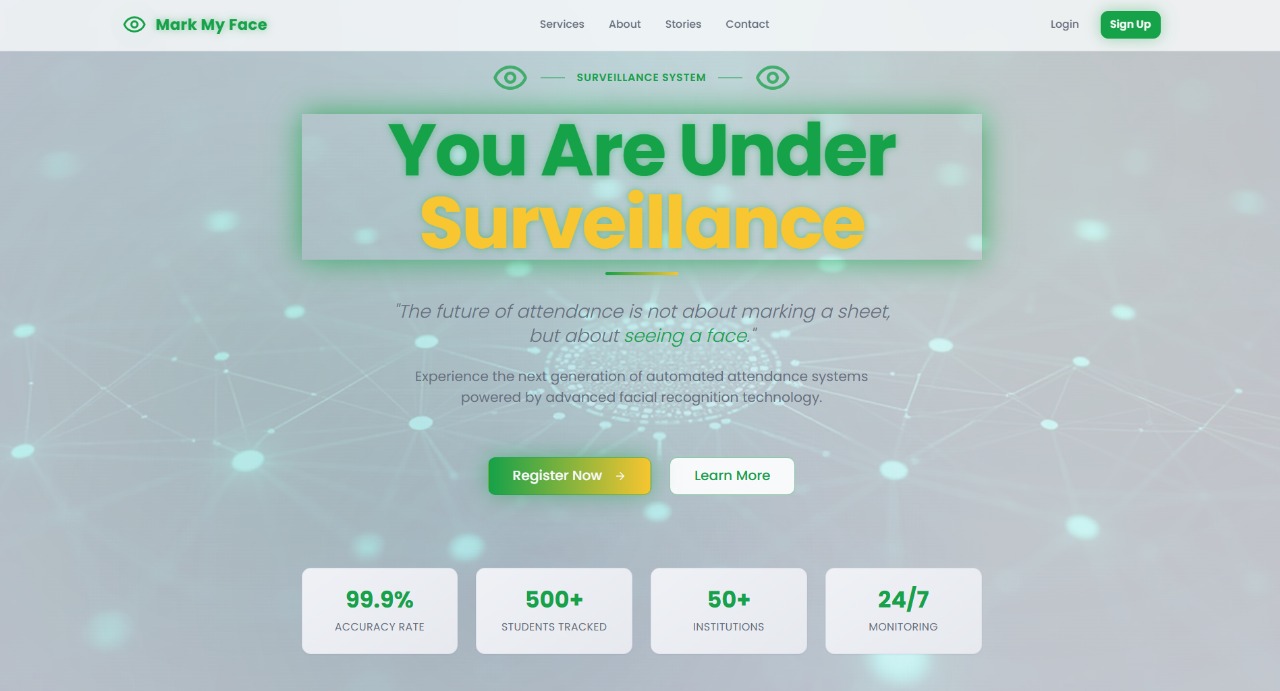 Mark My Face
Services
About
Stories
Contact
Login
Sign Up
SURVEILLANCE SYSTEM
You Are Under
Surveillance
"The future of attendance is not about marking a sheet,
but about seeing a face."
Experience the next generation of automated attendance systems
powered by advanced facial recognition technology.
Register Now →
Learn More
99.9%
ACCURACY RATE
500+
STUDENTS TRACKED
50+
INSTITUTIONS
24/7
MONITORING